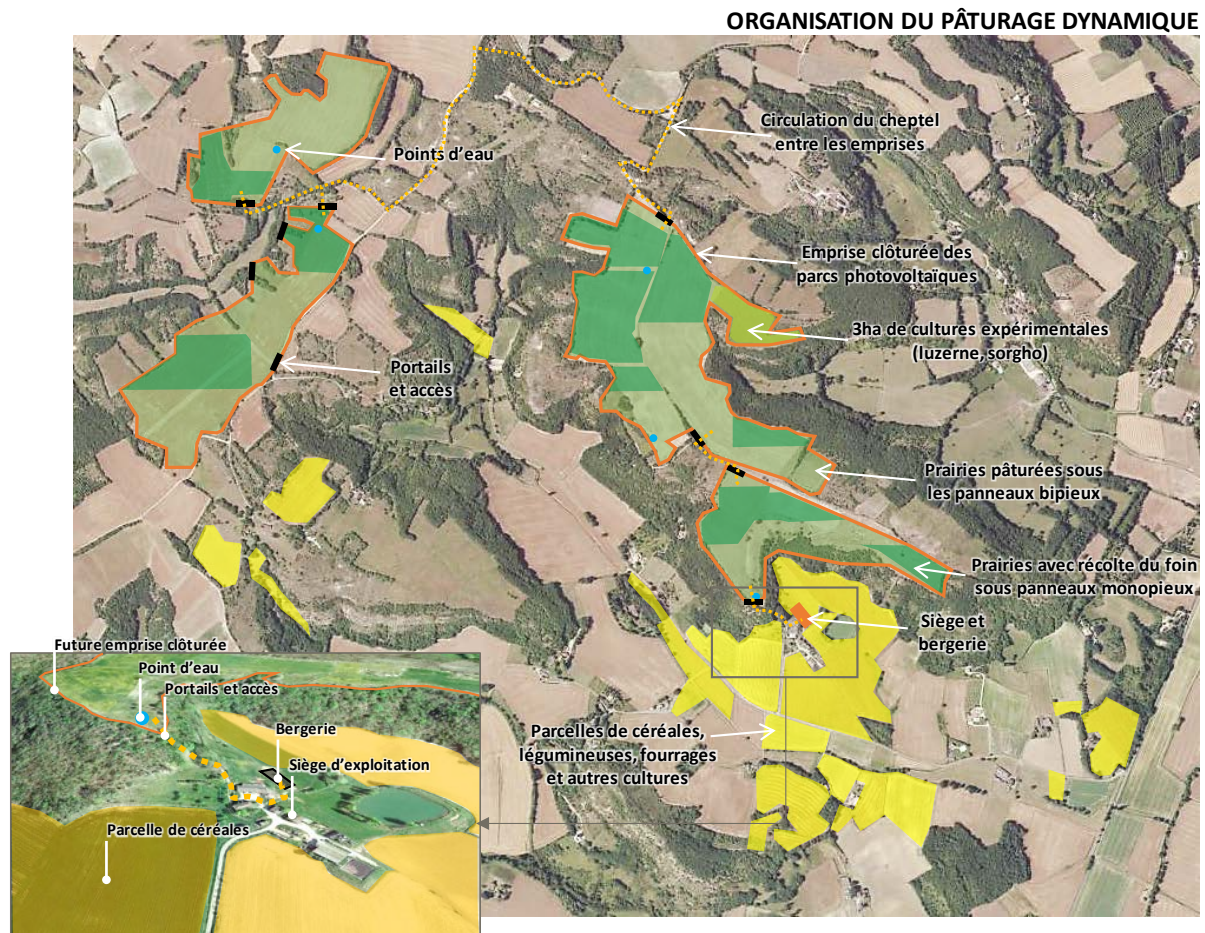 ORGANISATION DU PÂTURAGE DYNAMIQUE
Circulation du cheptel
entre les emprises
Points d'eau
Emprise clôturée des
parcs photovoltaïques
3ha de cultures expérimentales
(luzerne, sorgho)
Portails
et accès
Prairies pâturées sous
les panneaux bipieux
Prairies avec récolte du foin
sous panneaux monopieux
Siège et
bergerie
Parcelles de céréales,
légumineuses, fourrages
et autres cultures
Future emprise clôturée
Point d'eau
Portails et accès
Bergerie
Siège d'exploitation
Parcelle de céréales